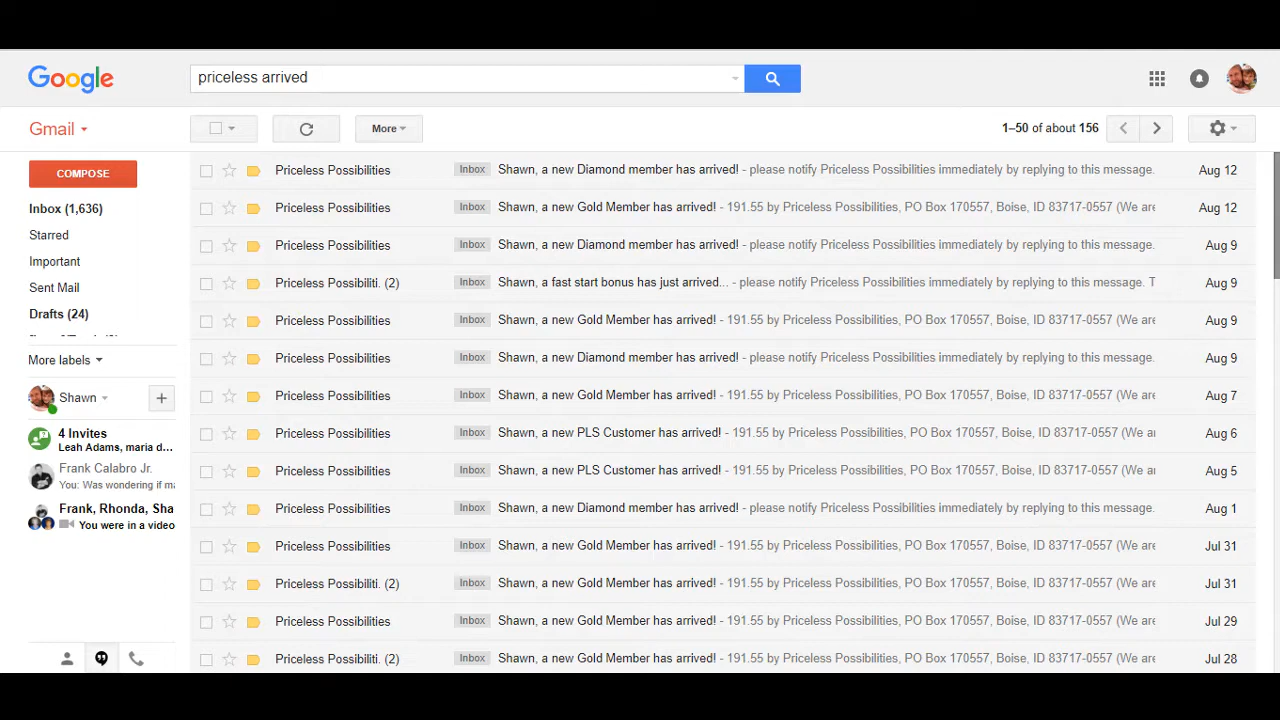 Google
priceless arrived
Gmail
More
1–50 of about 156
COMPOSE
Inbox (1,636)
Starred
Important
Sent Mail
Drafts (24)
More labels
Shawn
4 Invites
Leah Adams, maria d...
Frank Calabro Jr.
You: Was wondering if
Frank, Rhonda, Sha
You were in a video
Priceless Possibilities Inbox Shawn, a new Diamond member has arrived! - please notify Priceless Possibilities immediately by replying to this message. Aug 12
Priceless Possibilities Inbox Shawn, a new Gold Member has arrived! - 191.55 by Priceless Possibilities, PO Box 170557, Boise, ID 83717-0557 (We are Aug 12
Priceless Possibilities Inbox Shawn, a new Diamond member has arrived! - please notify Priceless Possibilities immediately by replying to this message. Aug 9
Priceless Possibiliti. (2) Inbox Shawn, a fast start bonus has just arrived... - please notify Priceless Possibilities immediately by replying to this message. T Aug 9
Priceless Possibilities Inbox Shawn, a new Gold Member has arrived! - 191.55 by Priceless Possibilities, PO Box 170557, Boise, ID 83717-0557 (We are Aug 9
Priceless Possibilities Inbox Shawn, a new Diamond member has arrived! - please notify Priceless Possibilities immediately by replying to this message. Aug 9
Priceless Possibilities Inbox Shawn, a new Gold Member has arrived! - 191.55 by Priceless Possibilities, PO Box 170557, Boise, ID 83717-0557 (We are Aug 7
Priceless Possibilities Inbox Shawn, a new PLS Customer has arrived! - 191.55 by Priceless Possibilities, PO Box 170557, Boise, ID 83717-0557 (We ar Aug 6
Priceless Possibilities Inbox Shawn, a new PLS Customer has arrived! - 191.55 by Priceless Possibilities, PO Box 170557, Boise, ID 83717-0557 (We ar Aug 5
Priceless Possibilities Inbox Shawn, a new Diamond member has arrived! - please notify Priceless Possibilities immediately by replying to this message. Aug 1
Priceless Possibilities Inbox Shawn, a new Gold Member has arrived! - 191.55 by Priceless Possibilities, PO Box 170557, Boise, ID 83717-0557 (We are Jul 31
Priceless Possibiliti. (2) Inbox Shawn, a new Gold Member has arrived! - 191.55 by Priceless Possibilities, PO Box 170557, Boise, ID 83717-0557 (We are Jul 31
Priceless Possibilities Inbox Shawn, a new Gold Member has arrived! - 191.55 by Priceless Possibilities, PO Box 170557, Boise, ID 83717-0557 (We are Jul 29
Priceless Possibiliti. (2) Inbox Shawn, a new Gold Member has arrived! - 191.55 by Priceless Possibilities, PO Box 170557, Boise, ID 83717-0557 (We are Jul 28